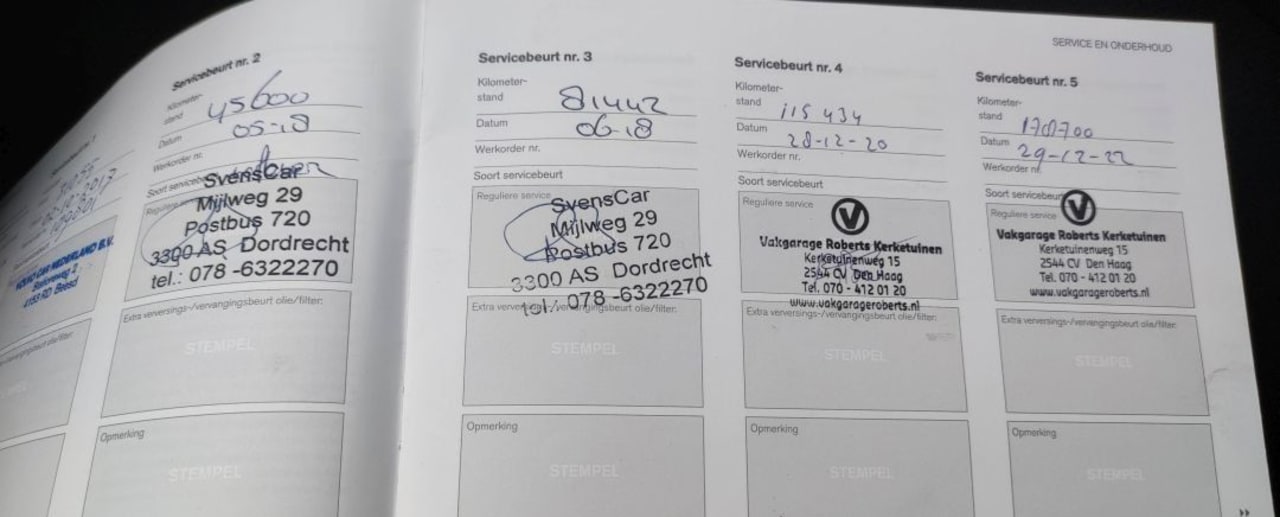 SERVICE EN ONDERHOUD
Servicebeurt nr. 2
Kilometer-
stand 45600
Datum 05-18
Werkorder nr.
Soort servicebeurt
Reguliere service
SvensCar
Mijlweg 29
Postbus 720
3300 AS Dordrecht
tel.: 078 -6322270
Extra verversings-/vervangingsbeurt olie/filter:
STEMPEL
Opmerking
STEMPEL
Servicebeurt nr. 3
Kilometer-
stand 81442
Datum 06-18
Werkorder nr.
Soort servicebeurt
Reguliere service
SvensCar
Mijlweg 29
Postbus 720
3300 AS Dordrecht
tel.: 078 -6322270
Extra verversings-/vervangingsbeurt olie/filter:
STEMPEL
Opmerking
STEMPEL
Servicebeurt nr. 4
Kilometer-
stand 115 434
Datum 28-12-20
Werkorder nr.
Soort servicebeurt
Reguliere service
V
Vakgarage Roberts Kerketuinen
Kerketuinenweg 15
2544 CV Den Haag
Tel. 070 - 412 01 20
www.vakgarageroberts.nl
Extra verversings-/vervangingsbeurt olie/filter:
STEMPEL
Opmerking
STEMPEL
Servicebeurt nr. 5
Kilometer-
stand
Datum 29-12-22
Werkorder nr.
Soort servicebeurt
Reguliere service
V
Vakgarage Roberts Kerketuinen
Kerketuinenweg 15
2544 CV Den Haag
Tel. 070 - 412 01 20
www.vakgarageroberts.nl
Extra verversings-/vervangingsbeurt olie/filter:
STEMPEL
Opmerking
STEMPEL